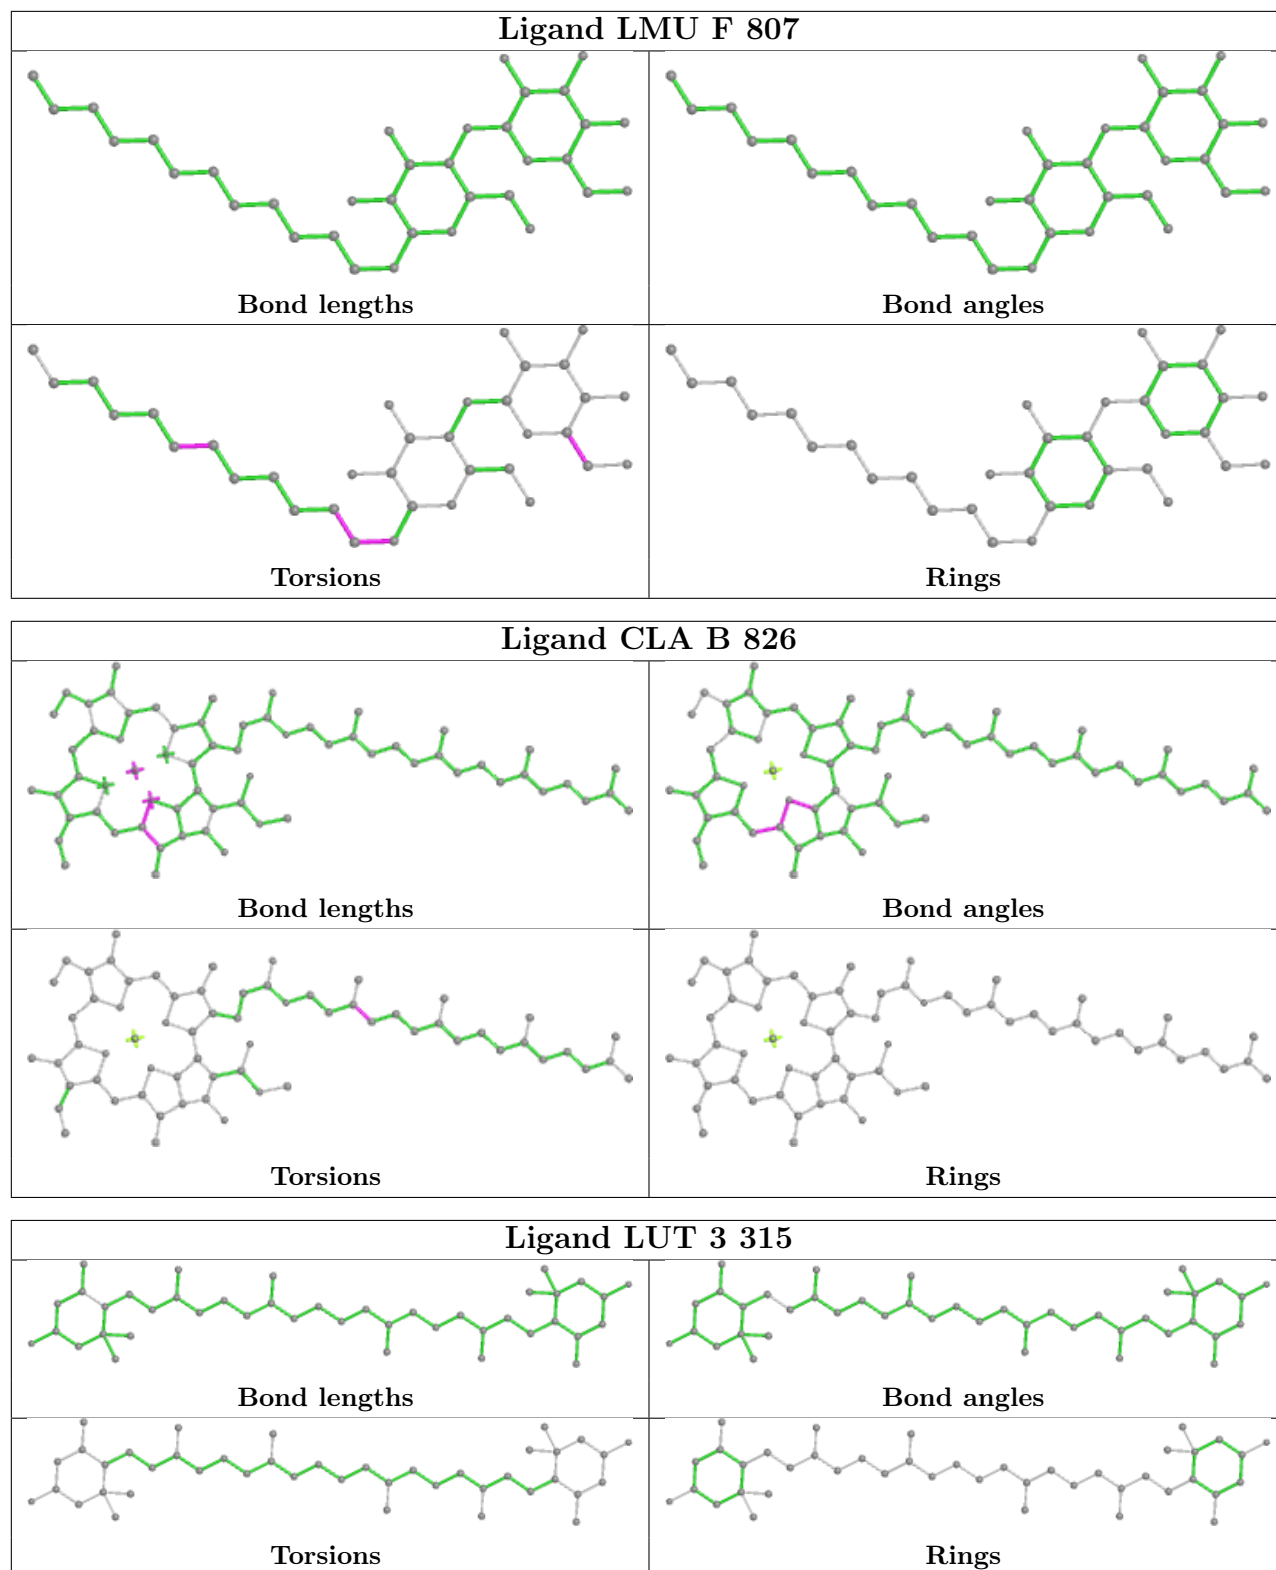 Ligand LMU F 807
Bond lengths
Bond angles
Torsions
Rings
Ligand CLA B 826
Bond lengths
Bond angles
Torsions
Rings
Ligand LUT 3 315
Bond lengths
Bond angles
Torsions
Rings